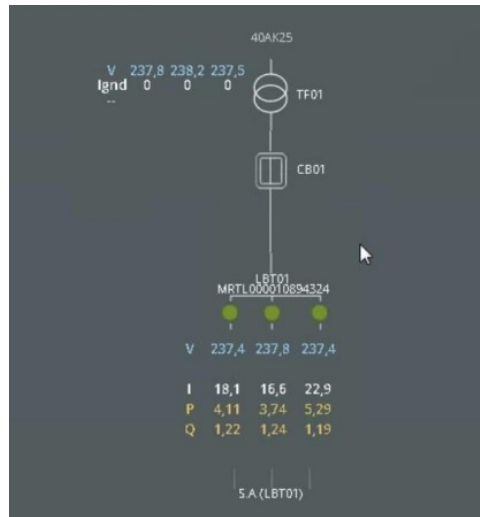 40AK25
V 237,8 238,2 237,5
Ignd 0 0 0
--
TF01
CB01
LBT01
MRTL000010894324
V 237,4 237,8 237,4
I 18,1 16,6 22,9
P 4,11 3,74 5,29
Q 1,22 1,24 1,19
S.A (LBT01)